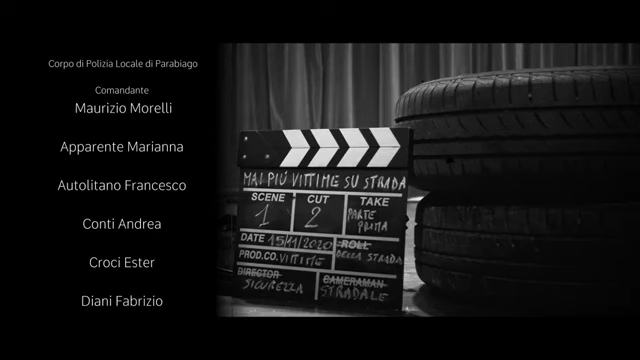 Corpo di Polizia Locale di Parabiago
Comandante
Maurizio Morelli
Apparente Marianna
Autolitano Francesco
Conti Andrea
Croci Ester
Diani Fabrizio
MAI PIÚ VITTIME SU STRADA
SCENE CUT TAKE
1 2 PARTE PRIMA
DATE 15/11/2020 ROLL
DELLA STRADA
PROD.CO. VITTIME
DIRECTOR CAMERAMAN
SICUREZZA STRADALE